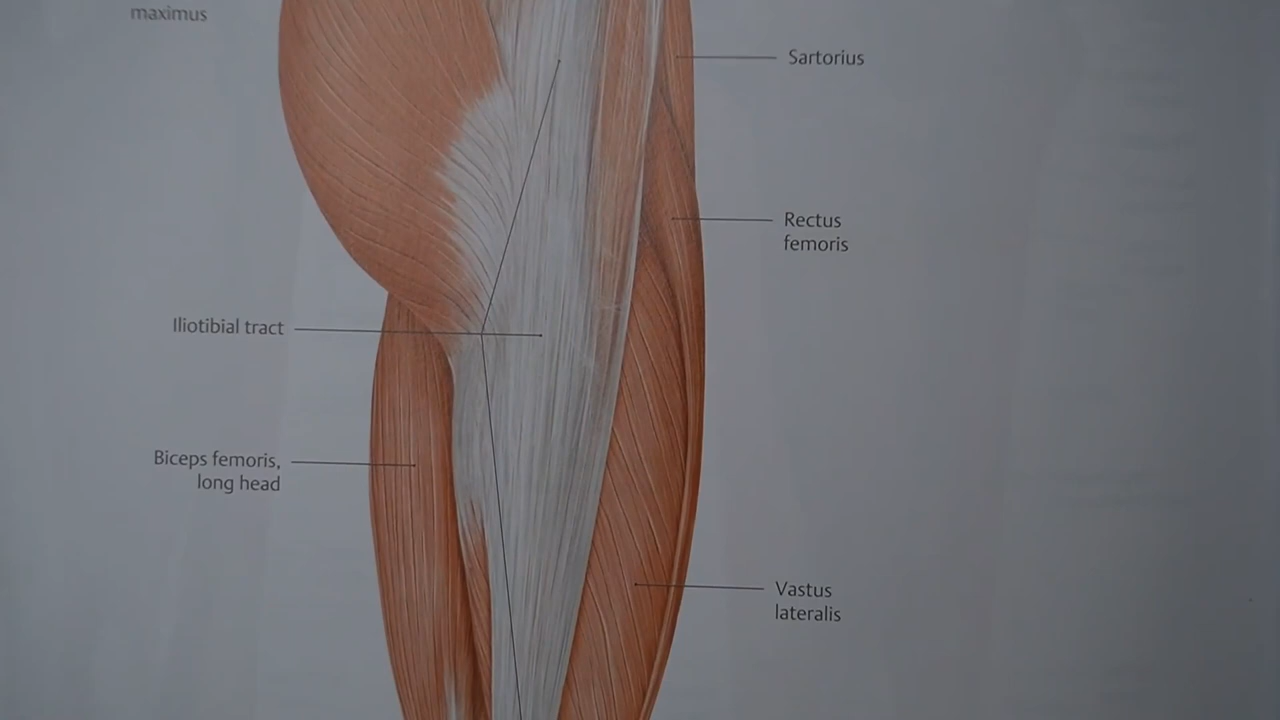 maximus
Sartorius
Rectus
femoris
Iliotibial tract
Biceps femoris,
long head
Vastus
lateralis